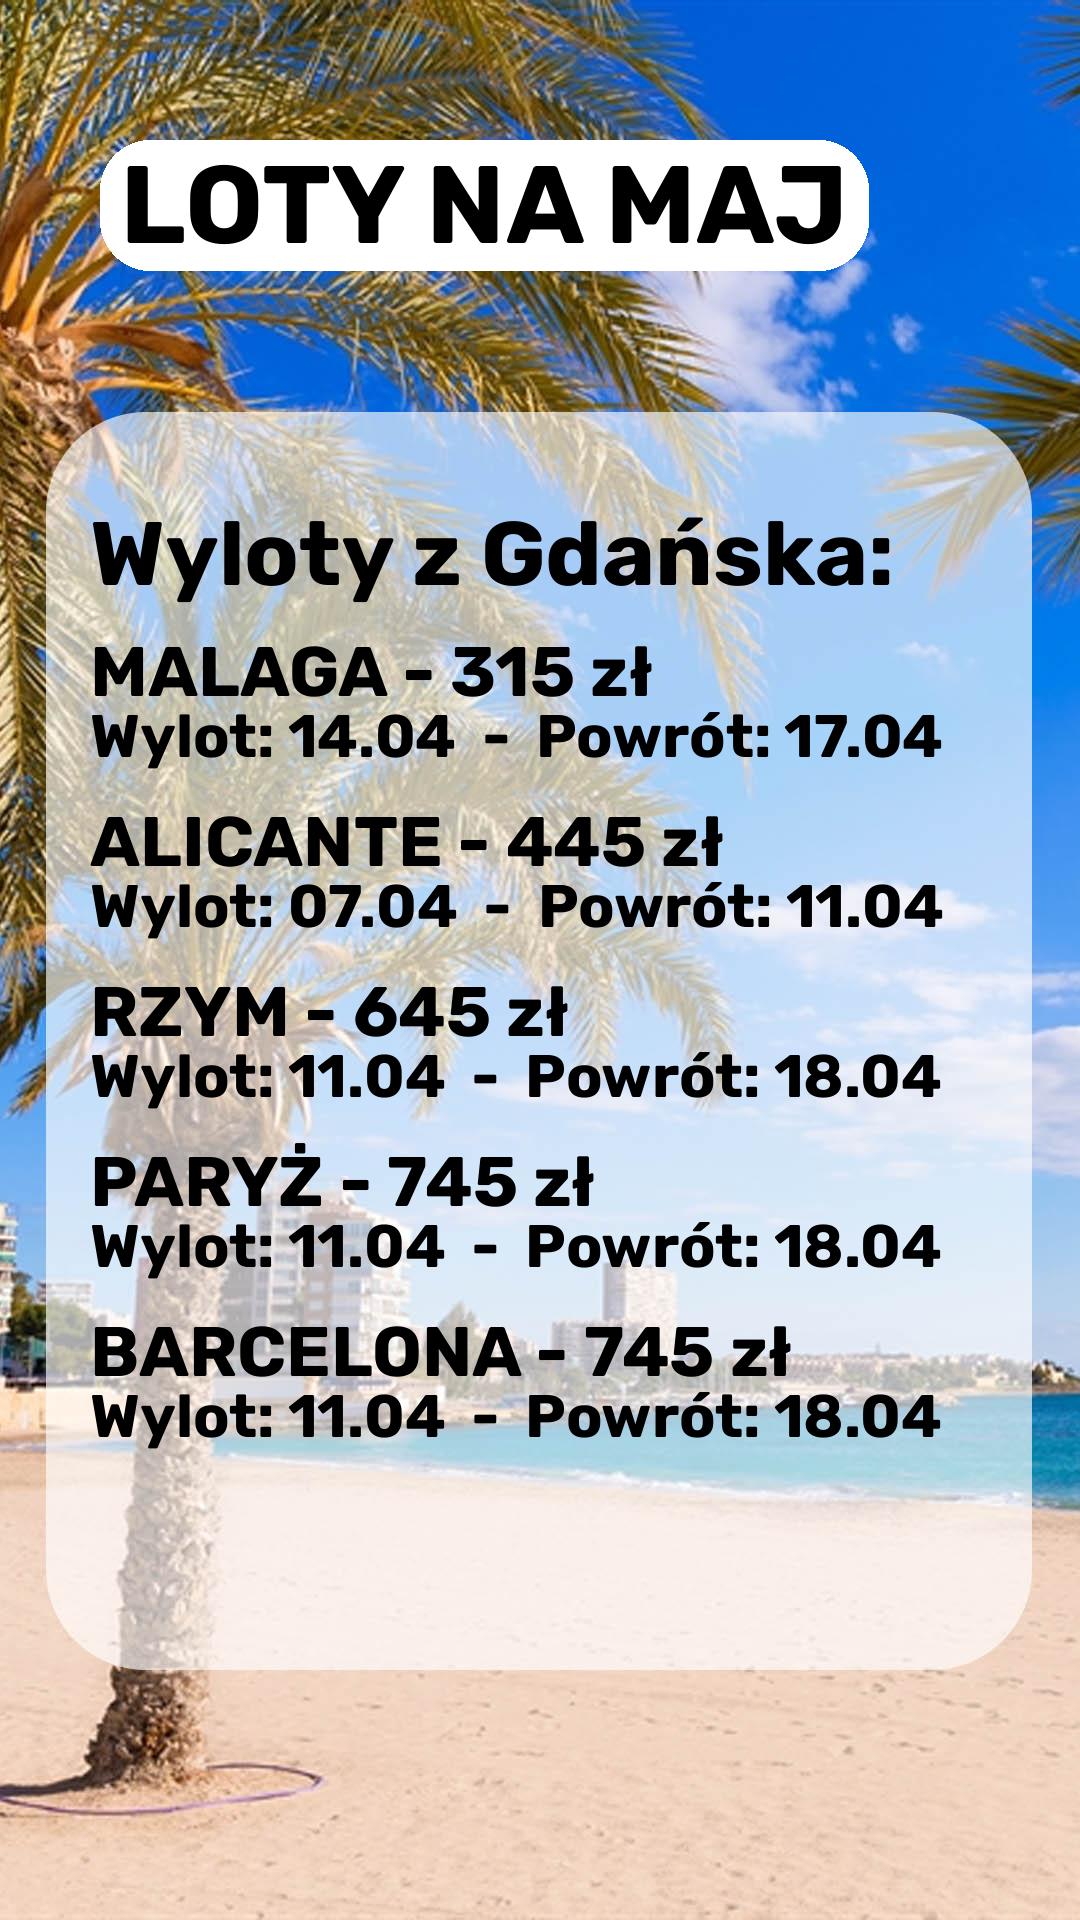 LOTY NA MAJ
Wyloty z Gdańska:
MALAGA - 315 zł
Wylot: 14.04 - Powrót: 17.04
ALICANTE - 445 zł
Wylot: 07.04 - Powrót: 11.04
RZYM - 645 zł
Wylot: 11.04 - Powrót: 18.04
PARYŻ - 745 zł
Wylot: 11.04 - Powrót: 18.04
BARCELONA - 745 zł
Wylot: 11.04 - Powrót: 18.04